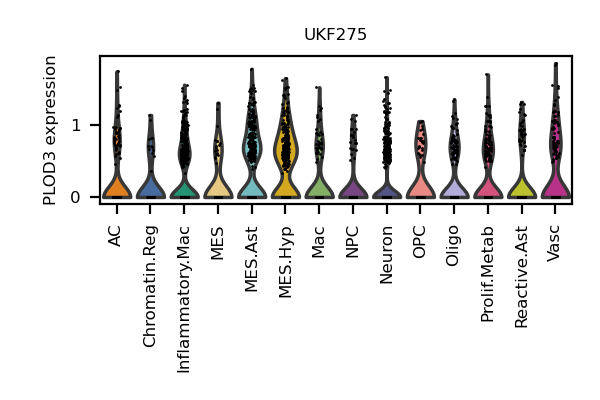 UKF275
PLOD3 expression
1
0
AC
Chromatin.Reg
Inflammatory.Mac
MES
MES.Ast
MES.Hyp
Mac
NPC
Neuron
OPC
Oligo
Prolif.Metab
Reactive.Ast
Vasc